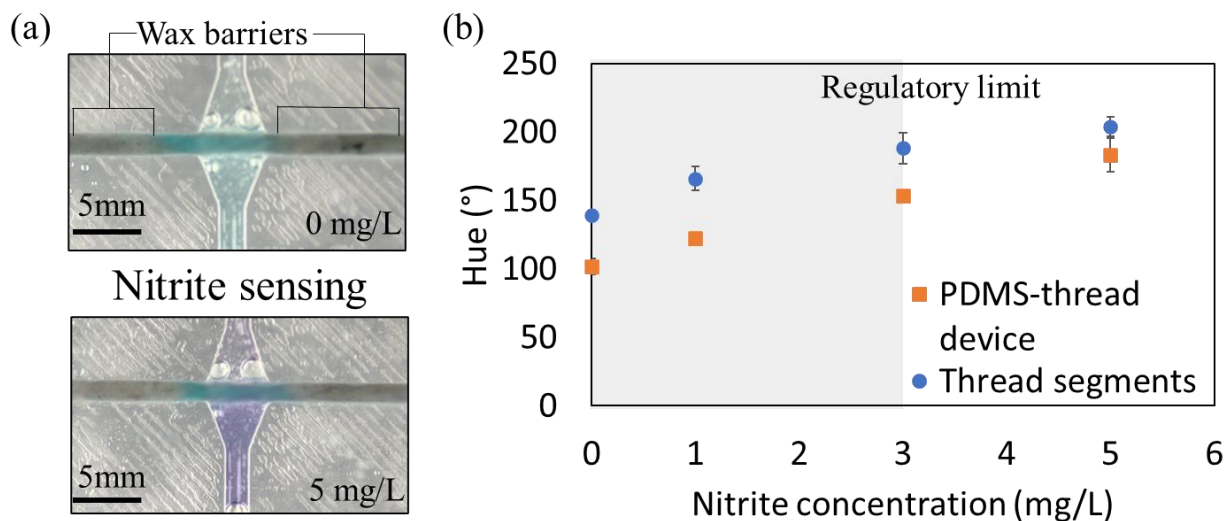 (a)
Wax barriers
5mm
0 mg/L
Nitrite sensing
5mm
5 mg/L
(b)
250
200
150
100
50
0
Hue (°)
Regulatory limit
PDMS-thread
device
Thread segments
0 1 2 3 4 5 6
Nitrite concentration (mg/L)